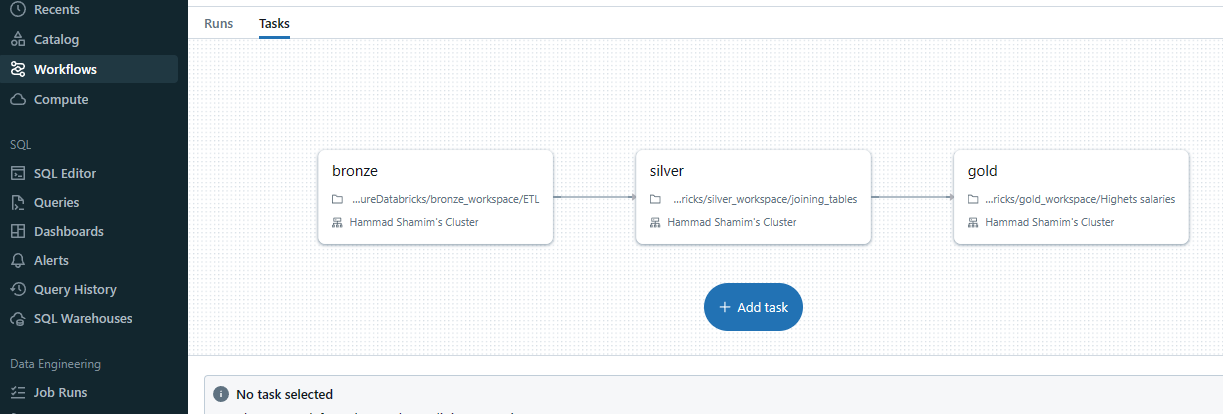 Recents
Catalog
Workflows
Compute
SQL
SQL Editor
Queries
Dashboards
Alerts
Query History
SQL Warehouses
Data Engineering
Job Runs
Runs Tasks
bronze
...ureDatabricks/bronze_workspace/ETL
Hammad Shamim's Cluster
silver
...ricks/silver_workspace/joining_tables
Hammad Shamim's Cluster
gold
...ricks/gold_workspace/Highets salaries
Hammad Shamim's Cluster
+ Add task
No task selected